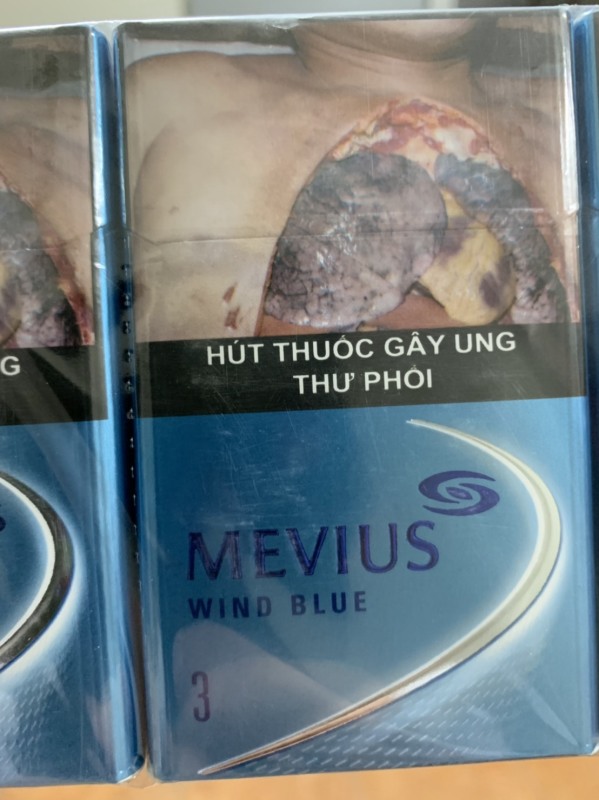 HÚT THUỐC GÂY UNG
THƯ PHỔI
G
MEVIUS
WIND BLUE
3